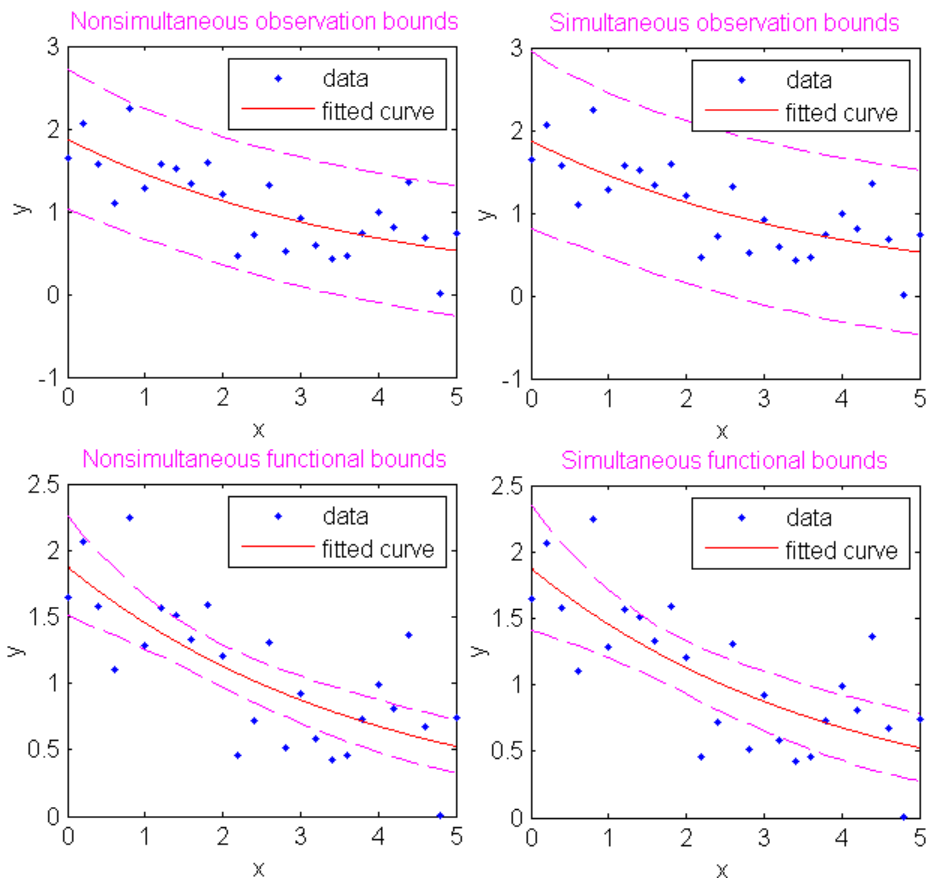 Nonsimultaneous observation bounds
3
2
1
0
-1
y
data
fitted curve
0 1 2 3 4 5
x
Simultaneous observation bounds
3
2
1
0
-1
y
data
fitted curve
0 1 2 3 4 5
x
Nonsimultaneous functional bounds
2.5
2
1.5
1
0.5
0
y
data
fitted curve
0 1 2 3 4 5
x
Simultaneous functional bounds
2.5
2
1.5
1
0.5
0
y
data
fitted curve
0 1 2 3 4 5
x